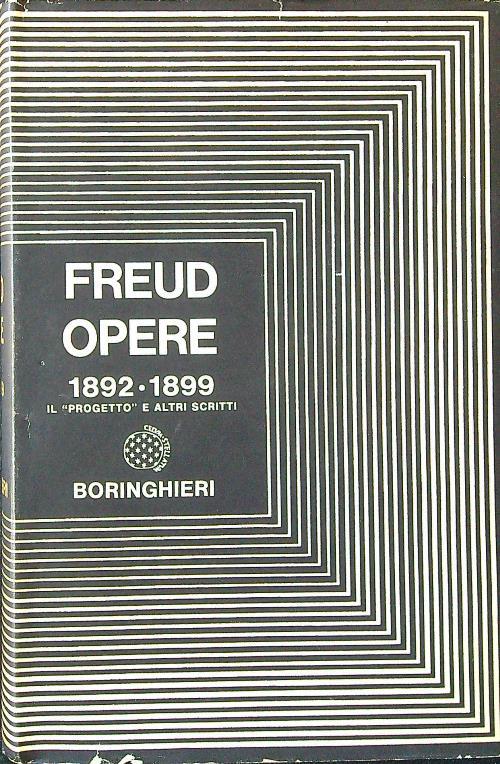 FREUD
OPERE
1892·1899
IL "PROGETTO" E ALTRI SCRITTI
BORINGHIERI